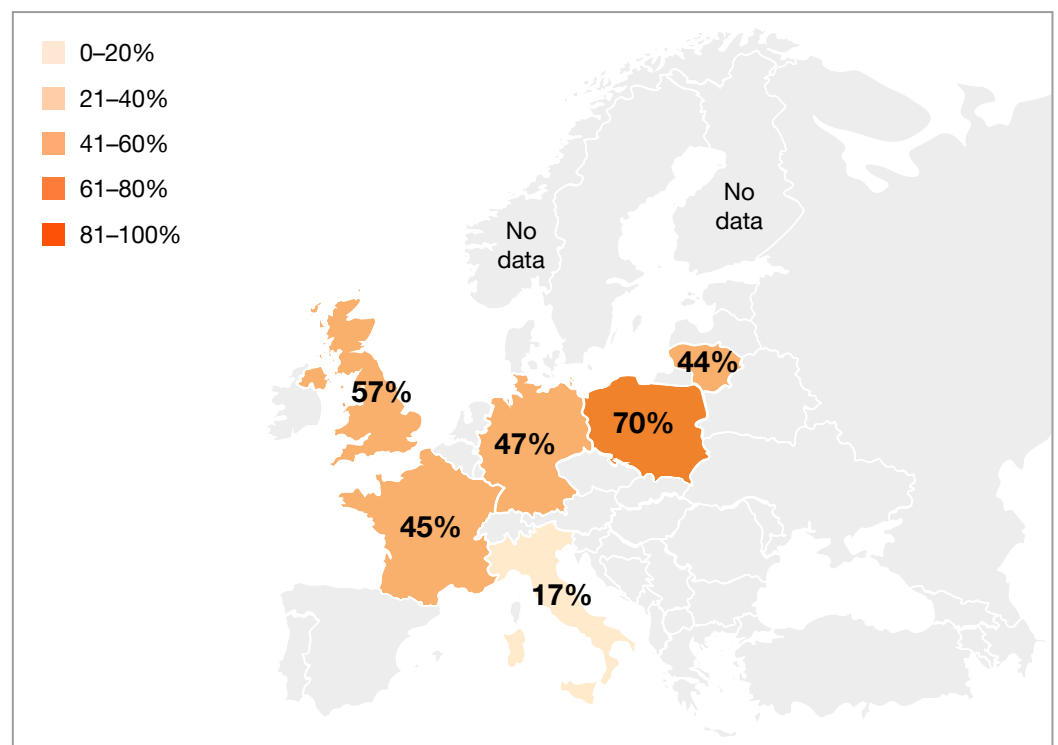 0–20%
21–40%
41–60%
61–80%
81–100%
No
data
No
data
57%
44%
70%
47%
45%
17%